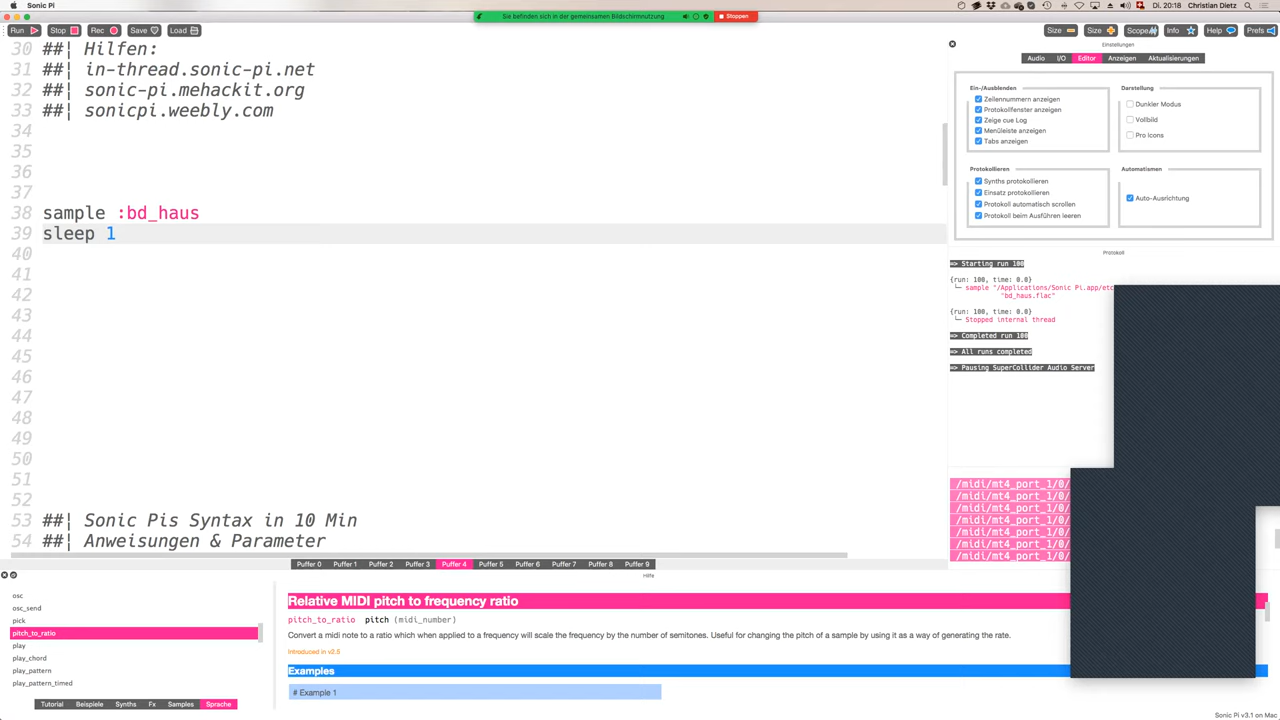 Sonic Pi
Di. 20:18 Christian Dietz
Sonic Pi
Sie befinden sich in der gemeinsamen Bildschirmnutzung Stoppen
Run Stop Rec Save Load
Size Size Scope Info Help Prefs
30 ##| Hilfen:
31 ##| in-thread.sonic-pi.net
32 ##| sonic-pi.mehackit.org
33 ##| sonicpi.weebly.com
34
35
36
37
38 sample :bd_haus
39 sleep 1
40
41
42
43
44
45
46
47
48
49
50
51
52
53 ##| Sonic Pis Syntax in 10 Min
54 ##| Anweisungen & Parameter
Einstellungen
Audio I/O Editor Anzeigen Aktualisierungen
Ein-/Ausblenden
Zeilennummern anzeigen
Protokollfenster anzeigen
Zeige cue Log
Menüleiste anzeigen
Tabs anzeigen
Darstellung
Dunkler Modus
Vollbild
Pro Icons
Protokollieren
Synths protokollieren
Einsatz protokollieren
Protokoll automatisch scrollen
Protokoll beim Ausführen leeren
Automatismen
Auto-Ausrichtung
Protokoll
=> Starting run 100
{run: 100, time: 0.0}
└─ sample "/Applications/Sonic Pi.app/etc
"bd_haus.flac"
{run: 100, time: 0.0}
└─ Stopped internal thread
=> Completed run 100
=> All runs completed
=> Pausing SuperCollider Audio Server
/midi/mt4_port_1/0/
/midi/mt4_port_1/0/
/midi/mt4_port_1/0/
/midi/mt4_port_1/0/
/midi/mt4_port_1/0/
/midi/mt4_port_1/0/
/midi/mt4_port_1/0/
Puffer 0 Puffer 1 Puffer 2 Puffer 3 Puffer 4 Puffer 5 Puffer 6 Puffer 7 Puffer 8 Puffer 9
Hilfe
osc
osc_send
pick
pitch_to_ratio
play
play_chord
play_pattern
play_pattern_timed
Tutorial Beispiele Synths Fx Samples Sprache
Relative MIDI pitch to frequency ratio
pitch_to_ratio pitch (midi_number)
Convert a midi note to a ratio which when applied to a frequency will scale the frequency by the number of semitones. Useful for changing the pitch of a sample by using it as a way of generating the rate.
Introduced in v2.5
Examples
# Example 1
Sonic Pi v3.1 on Mac